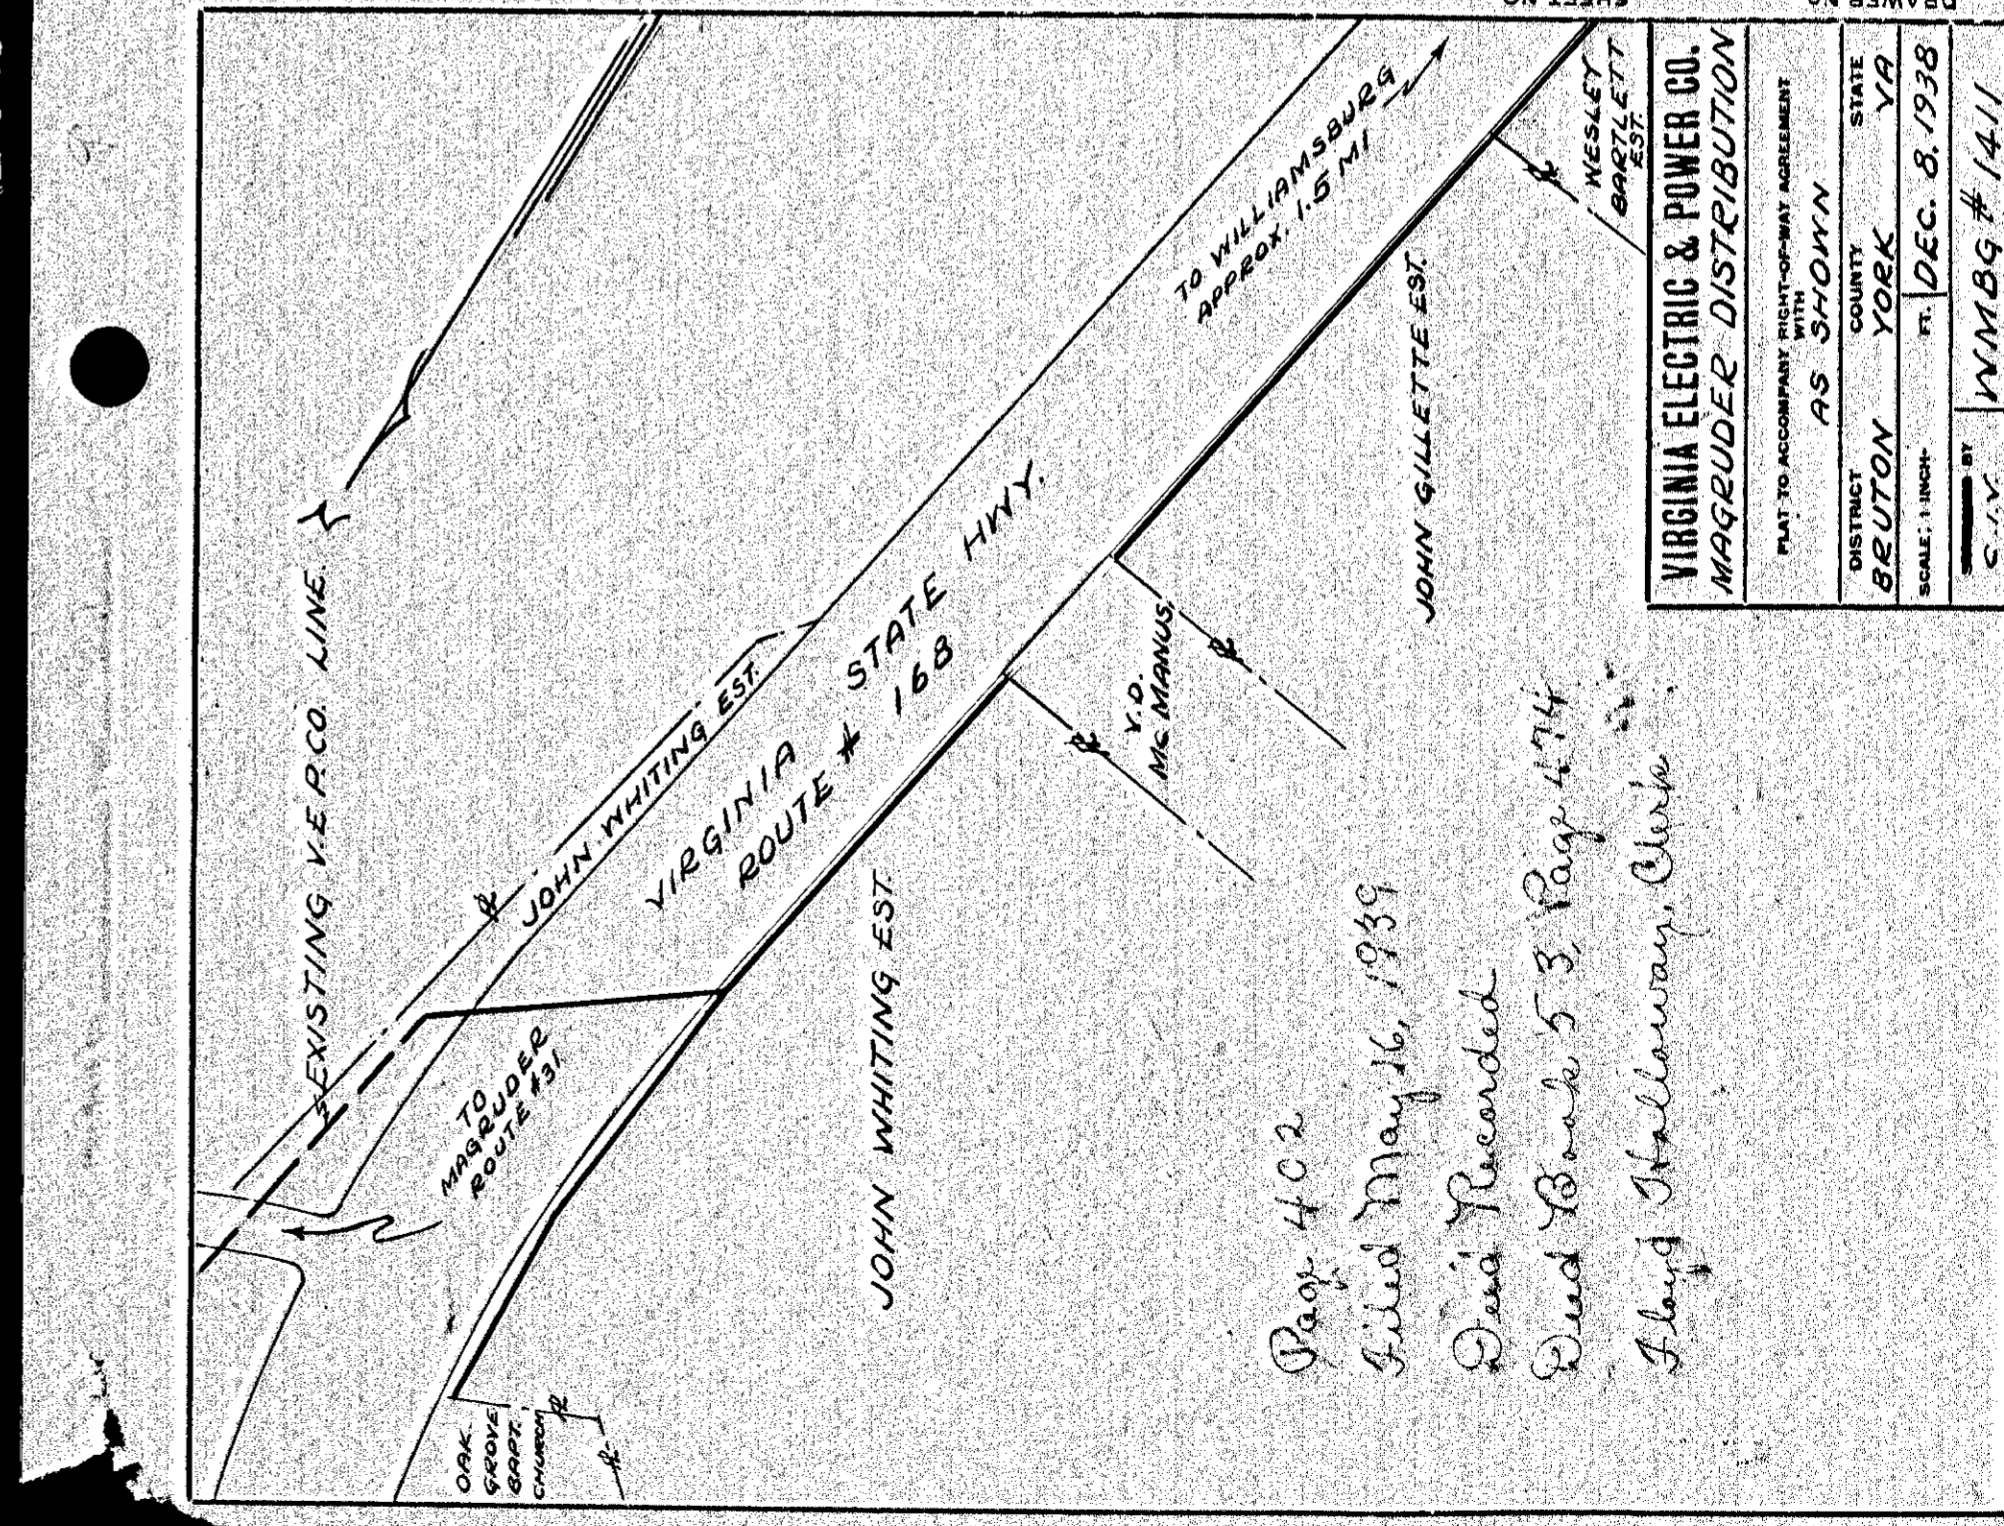 EXISTING V.E.P.CO. LINE.
JOHN WHITING EST.
VIRGINIA STATE HWY.
ROUTE # 168
TO WILLIAMSBURG
APPROX. 1.5 MI
TO
MAGRUDER
ROUTE #31
OAK
GROVE
BAPT.
CHURCH
JOHN WHITING EST.
Y.D.
McMANUS.
JOHN GILLETTE EST.
WESLEY
BARTLETT
EST.
Page 402
Filed May 16, 1939
Deed Recorded
Deed Book 53, Page 474
Floyd Hollowary, Clerk
VIRGINIA ELECTRIC & POWER CO.
MAGRUDER DISTRIBUTION
PLAT TO ACCOMPANY RIGHT-OF-WAY AGREEMENT
WITH
AS SHOWN
DISTRICT COUNTY STATE
BRUTON YORK VA
SCALE: 1 INCH- FT. DEC. 8. 1938
BY
WMBG # 1411